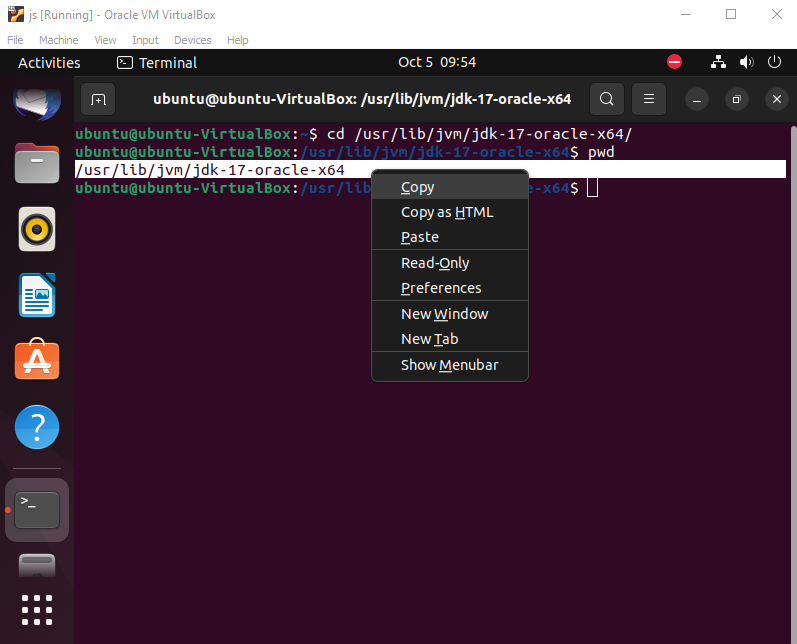 js [Running] - Oracle VM VirtualBox
File Machine View Input Devices Help
Activities Terminal Oct 5 09:54
ubuntu@ubuntu-VirtualBox: /usr/lib/jvm/jdk-17-oracle-x64
ubuntu@ubuntu-VirtualBox:~$ cd /usr/lib/jvm/jdk-17-oracle-x64/
ubuntu@ubuntu-VirtualBox:/usr/lib/jvm/jdk-17-oracle-x64$ pwd
/usr/lib/jvm/jdk-17-oracle-x64
ubuntu@ubuntu-VirtualBox:/usr/lib e-x64$
Copy
Copy as HTML
Paste
Read-Only
Preferences
New Window
New Tab
Show Menubar